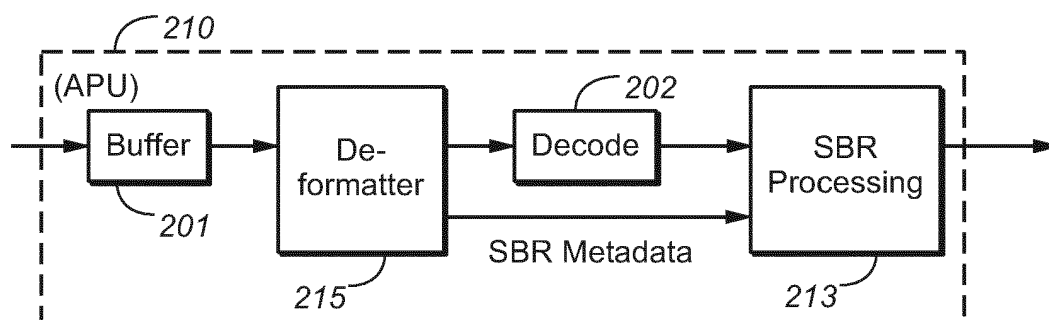 210
(APU)
202
Buffer
De-
formatter
Decode
SBR
Processing
201
SBR Metadata
215
213